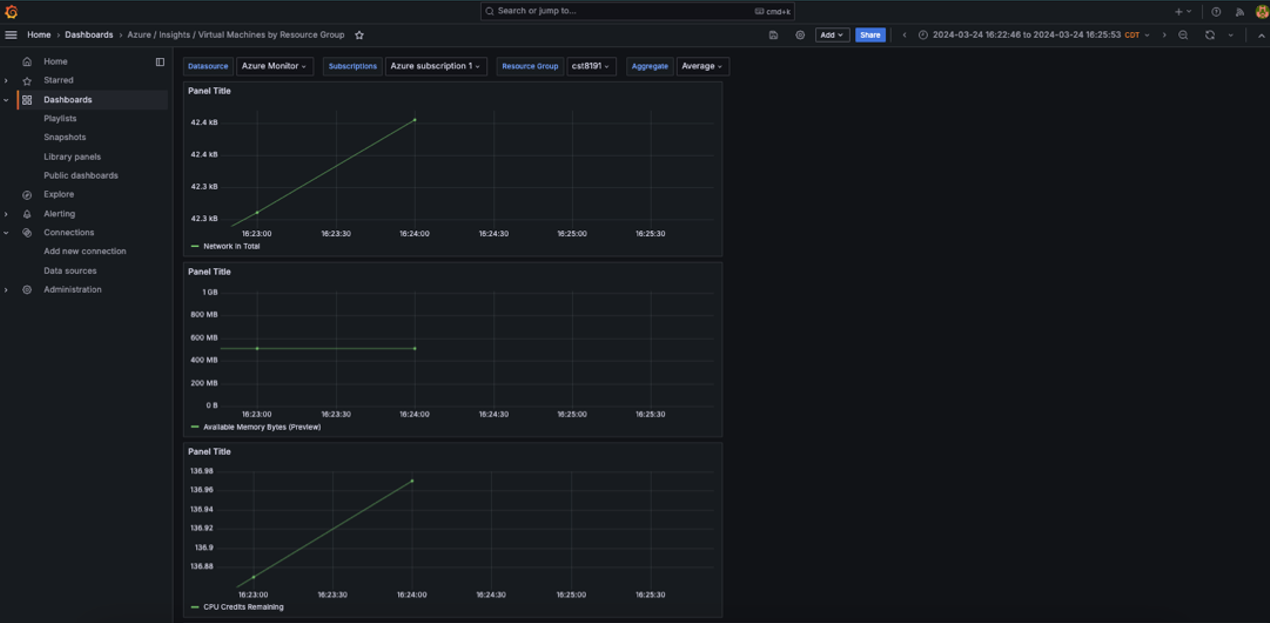 Search or jump to... cmd+k
Home > Dashboards > Azure / Insights / Virtual Machines by Resource Group
Add Share 2024-03-24 16:22:46 to 2024-03-24 16:25:53 CDT
Home
Starred
Dashboards
Playlists
Snapshots
Library panels
Public dashboards
Explore
Alerting
Connections
Add new connection
Data sources
Administration
Datasource Azure Monitor Subscriptions Azure subscription 1 Resource Group cst8191 Aggregate Average
Panel Title
42.4 kB
42.4 kB
42.3 kB
42.3 kB
16:23:00 16:23:30 16:24:00 16:24:30 16:25:00 16:25:30
Network In Total
Panel Title
1 GB
800 MB
600 MB
400 MB
200 MB
0 B
16:23:00 16:23:30 16:24:00 16:24:30 16:25:00 16:25:30
Available Memory Bytes (Preview)
Panel Title
136.98
136.96
136.94
136.92
136.9
136.88
16:23:00 16:23:30 16:24:00 16:24:30 16:25:00 16:25:30
CPU Credits Remaining